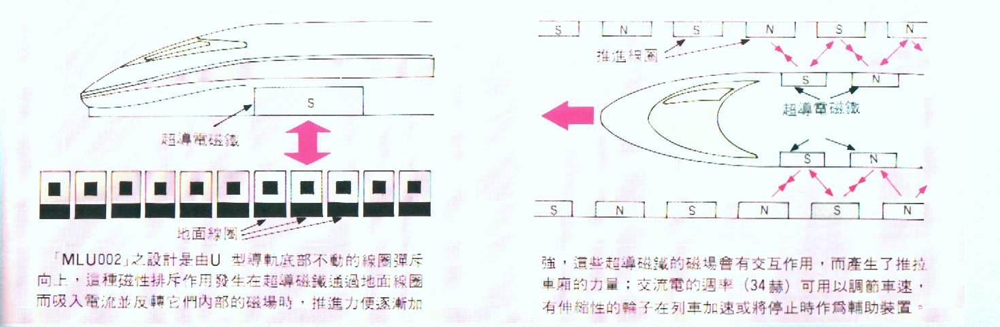 S N S N S N
推進線圈
S
S N
超導電磁鐵
超導電磁鐵
S N
地面線圈
S N S N S N
「MLU002」之設計是由U 型導軌底部不動的線圈彈斥
向上，這種磁性排斥作用發生在超導磁鐵通過地面線圈
而吸入電流並反轉它們內部的磁場時，推進力便逐漸加
強，這些超導磁鐵的磁場會有交互作用，而產生了推拉
車廂的力量；交流電的週率（34赫）可用以調節車速，
有伸縮性的輪子在列車加速或將停止時作爲輔助裝置。